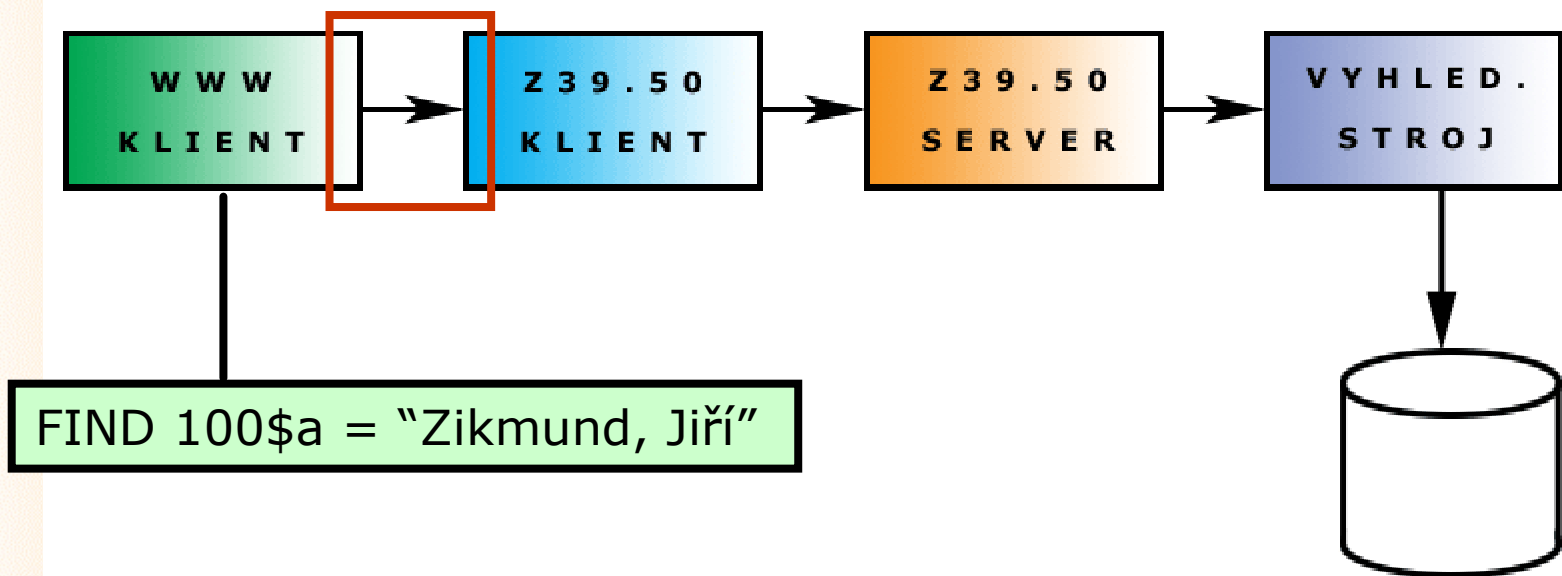 WWW
KLIENT
Z39.50
KLIENT
Z39.50
SERVER
VYHLED.
STROJ
FIND 100$a = “Zikmund, Jiří”